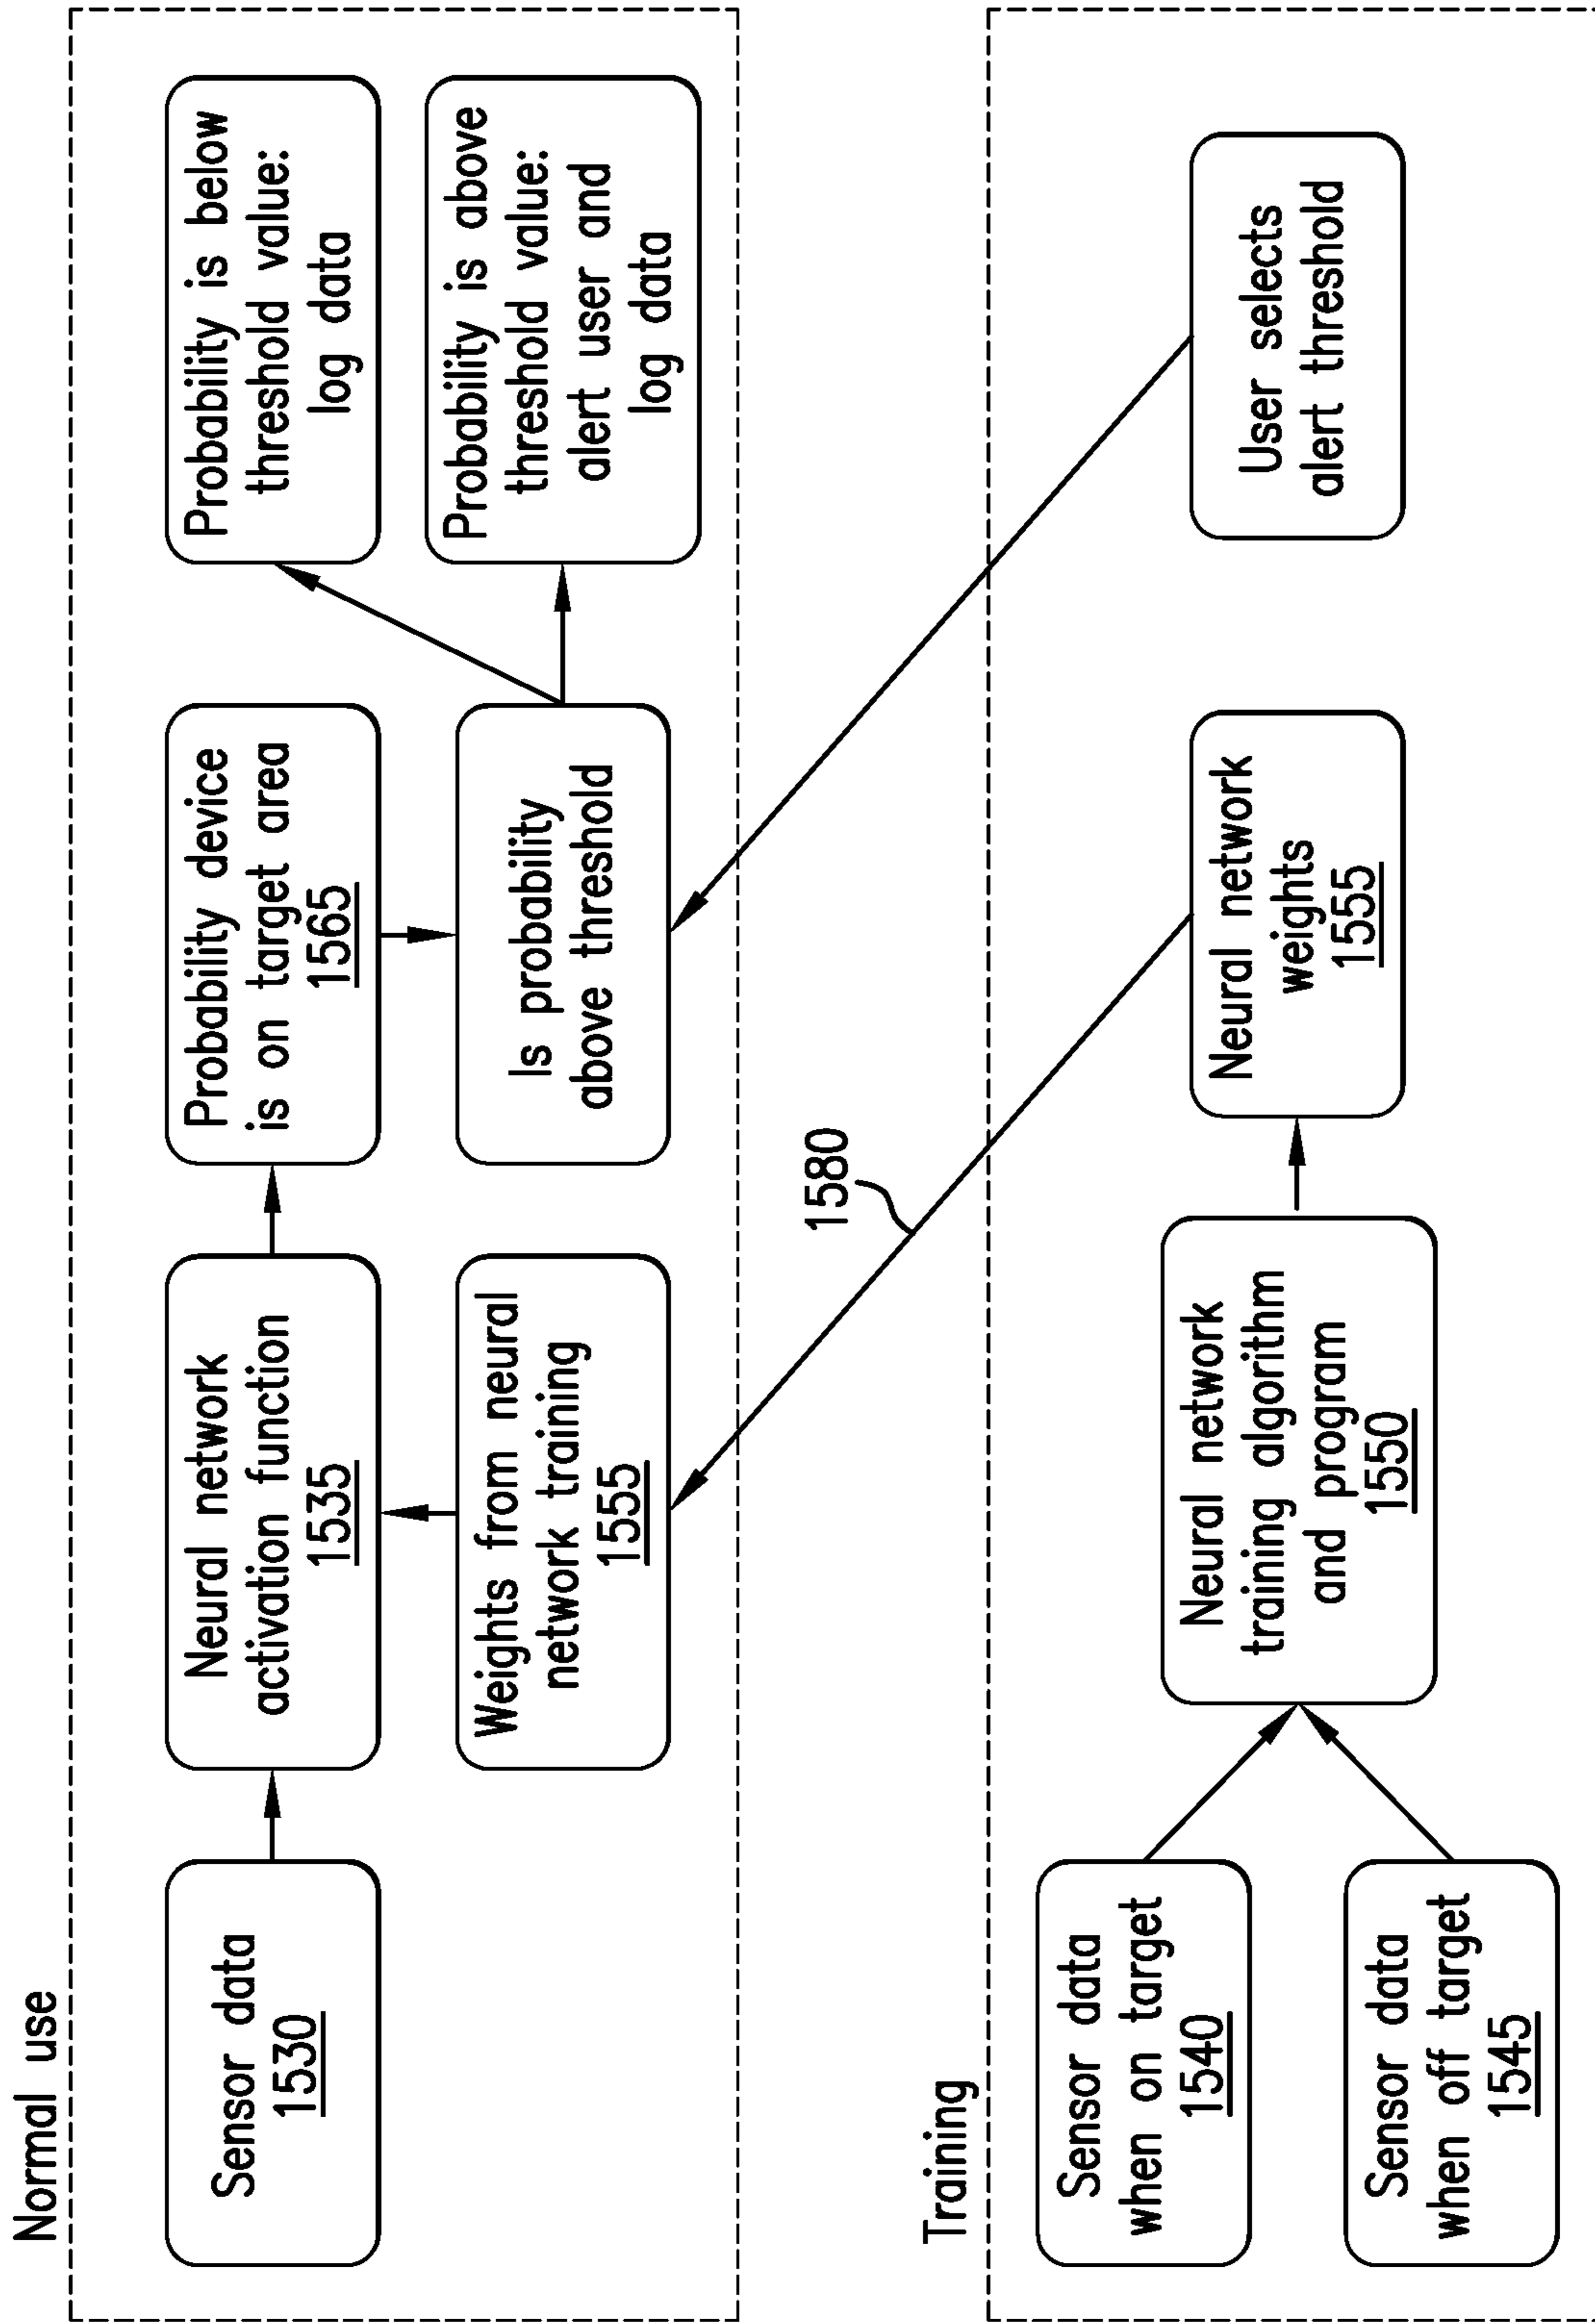 Normal use
Sensor data
1530
Neural network
activation function
1535
Weights from neural
network training
1555
Probability device
is on target area
1565
Is probability
above threshold
Probability is below
threshold value:
log data
Probability is above
threshold value:
alert user and
log data
1580
Training
Sensor data
when on target
1540
Sensor data
when off target
1545
Neural network
training algorithm
and program
1550
Neural network
weights
1555
User selects
alert threshold